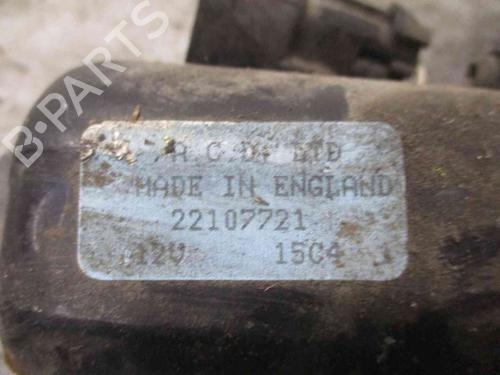 B-PARTS
A.C.D. LTD
MADE IN ENGLAND
22107721
12V 15C4